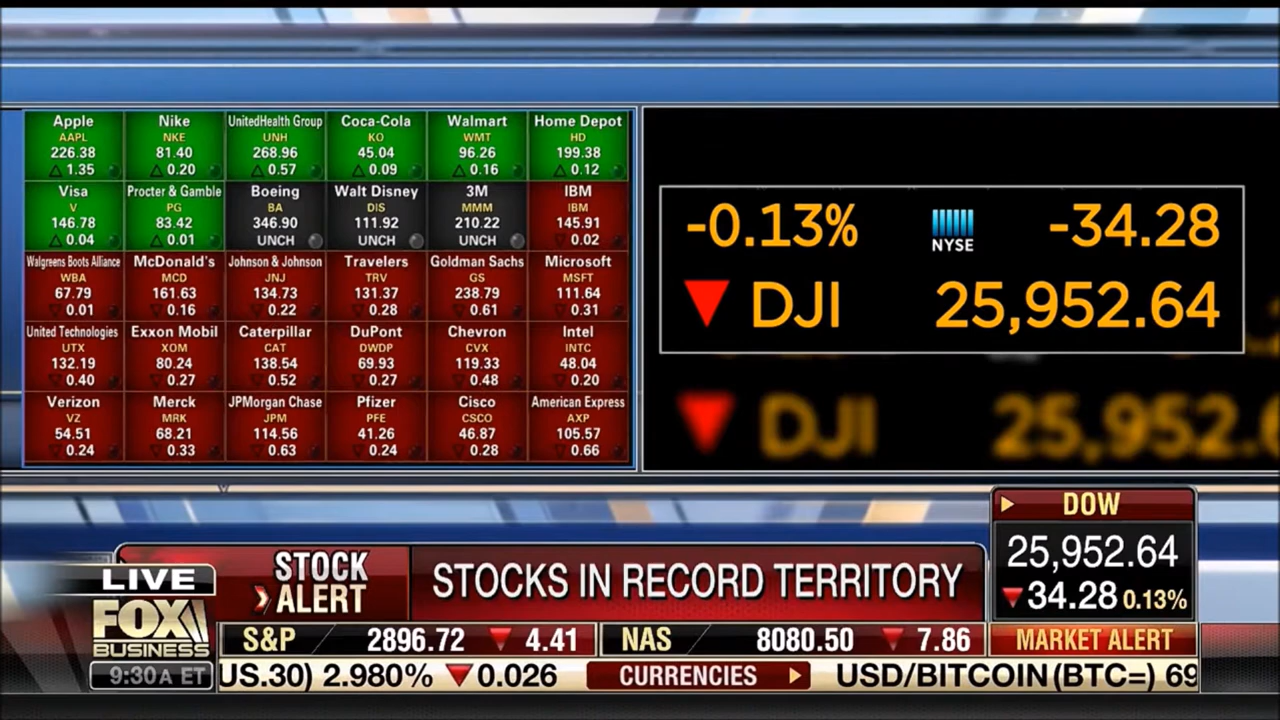 Apple
AAPL
226.38
△ 1.35
Nike
NKE
81.40
△ 0.20
UnitedHealth Group
UNH
268.96
△ 0.57
Coca-Cola
KO
45.04
△ 0.09
Walmart
WMT
96.26
△ 0.16
Home Depot
HD
199.38
△ 0.12
Visa
V
146.78
△ 0.04
Procter & Gamble
PG
83.42
△ 0.01
Boeing
BA
346.90
UNCH
Walt Disney
DIS
111.92
UNCH
3M
MMM
210.22
UNCH
IBM
IBM
145.91
▽ 0.02
Walgreens Boots Alliance
WBA
67.79
▽ 0.01
McDonald's
MCD
161.63
▽ 0.16
Johnson & Johnson
JNJ
134.73
▽ 0.22
Travelers
TRV
131.37
▽ 0.28
Goldman Sachs
GS
238.79
▽ 0.61
Microsoft
MSFT
111.64
▽ 0.31
United Technologies
UTX
132.19
▽ 0.40
Exxon Mobil
XOM
80.24
▽ 0.27
Caterpillar
CAT
138.54
▽ 0.52
DuPont
DWDP
69.93
▽ 0.27
Chevron
CVX
119.33
▽ 0.48
Intel
INTC
48.04
▽ 0.20
Verizon
VZ
54.51
▽ 0.24
Merck
MRK
68.21
▽ 0.33
JPMorgan Chase
JPM
114.56
▽ 0.63
Pfizer
PFE
41.26
▽ 0.24
Cisco
CSCO
46.87
▽ 0.28
American Express
AXP
105.57
▽ 0.66
-0.13% NYSE -34.28
▼ DJI 25,952.64
▼ DJI 25,952.6
DOW
25,952.64
▼ 34.28 0.13%
MARKET ALERT
STOCK
ALERT
STOCKS IN RECORD TERRITORY
LIVE
FOX
BUSINESS
9:30A ET
S&P 2896.72 ▼ 4.41 NAS 8080.50 ▼ 7.86
US.30) 2.980% ▼ 0.026 CURRENCIES USD/BITCOIN (BTC=) 69